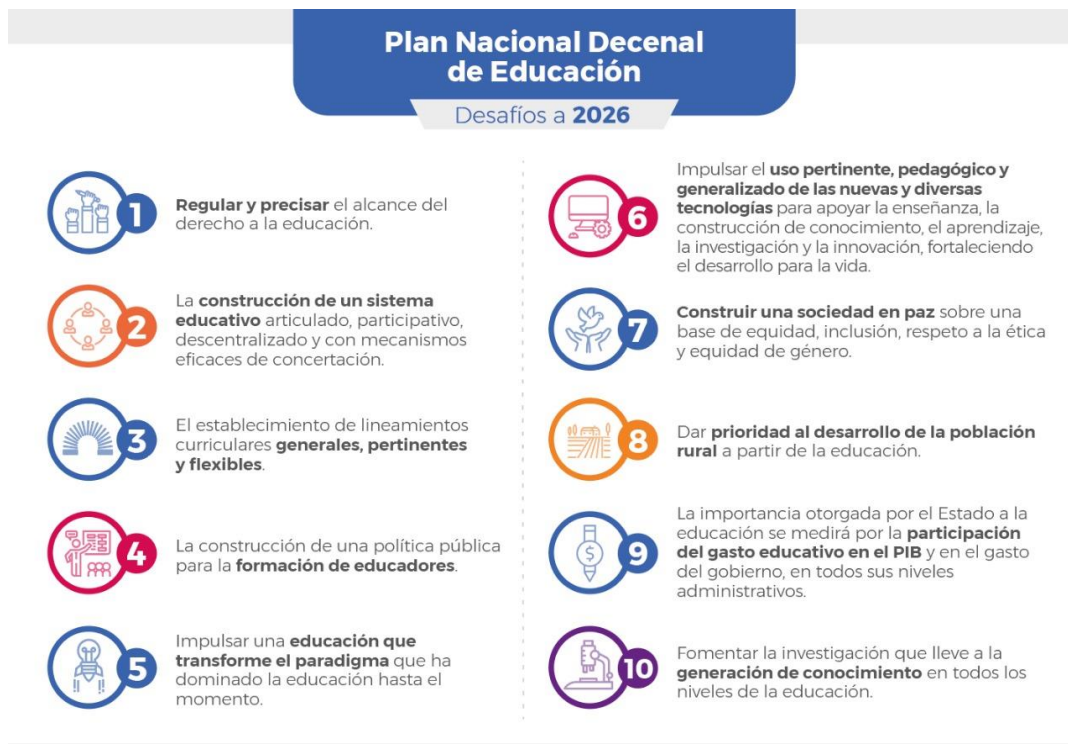 Plan Nacional Decenal
de Educación
Desafíos a 2026
1
Regular y precisar el alcance del
derecho a la educación.
2
La construcción de un sistema
educativo articulado, participativo,
descentralizado y con mecanismos
eficaces de concertación.
3
El establecimiento de lineamientos
curriculares generales, pertinentes
y flexibles.
4
La construcción de una política pública
para la formación de educadores.
5
Impulsar una educación que
transforme el paradigma que ha
dominado la educación hasta el
momento.
6
Impulsar el uso pertinente, pedagógico y
generalizado de las nuevas y diversas
tecnologías para apoyar la enseñanza, la
construcción de conocimiento, el aprendizaje,
la investigación y la innovación, fortaleciendo
el desarrollo para la vida.
7
Construir una sociedad en paz sobre una
base de equidad, inclusión, respeto a la ética
y equidad de género.
8
Dar prioridad al desarrollo de la población
rural a partir de la educación.
9
La importancia otorgada por el Estado a la
educación se medirá por la participación
del gasto educativo en el PIB y en el gasto
del gobierno, en todos sus niveles
administrativos.
10
Fomentar la investigación que lleve a la
generación de conocimiento en todos los
niveles de la educación.